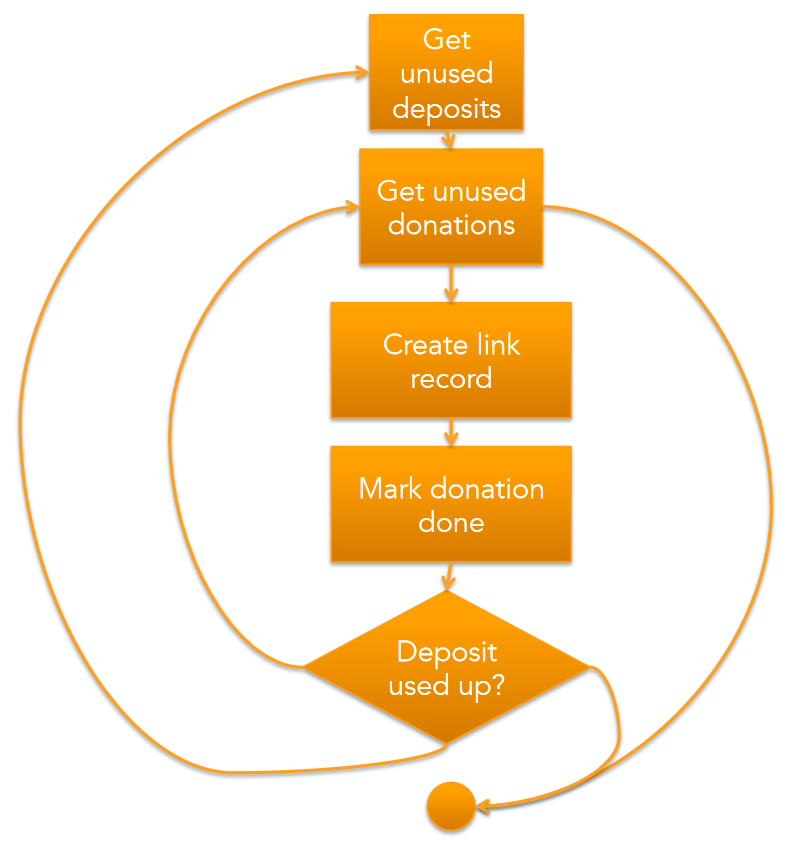 Get
unused
deposits
Get unused
donations
Create link
record
Mark donation
done
Deposit
used up?